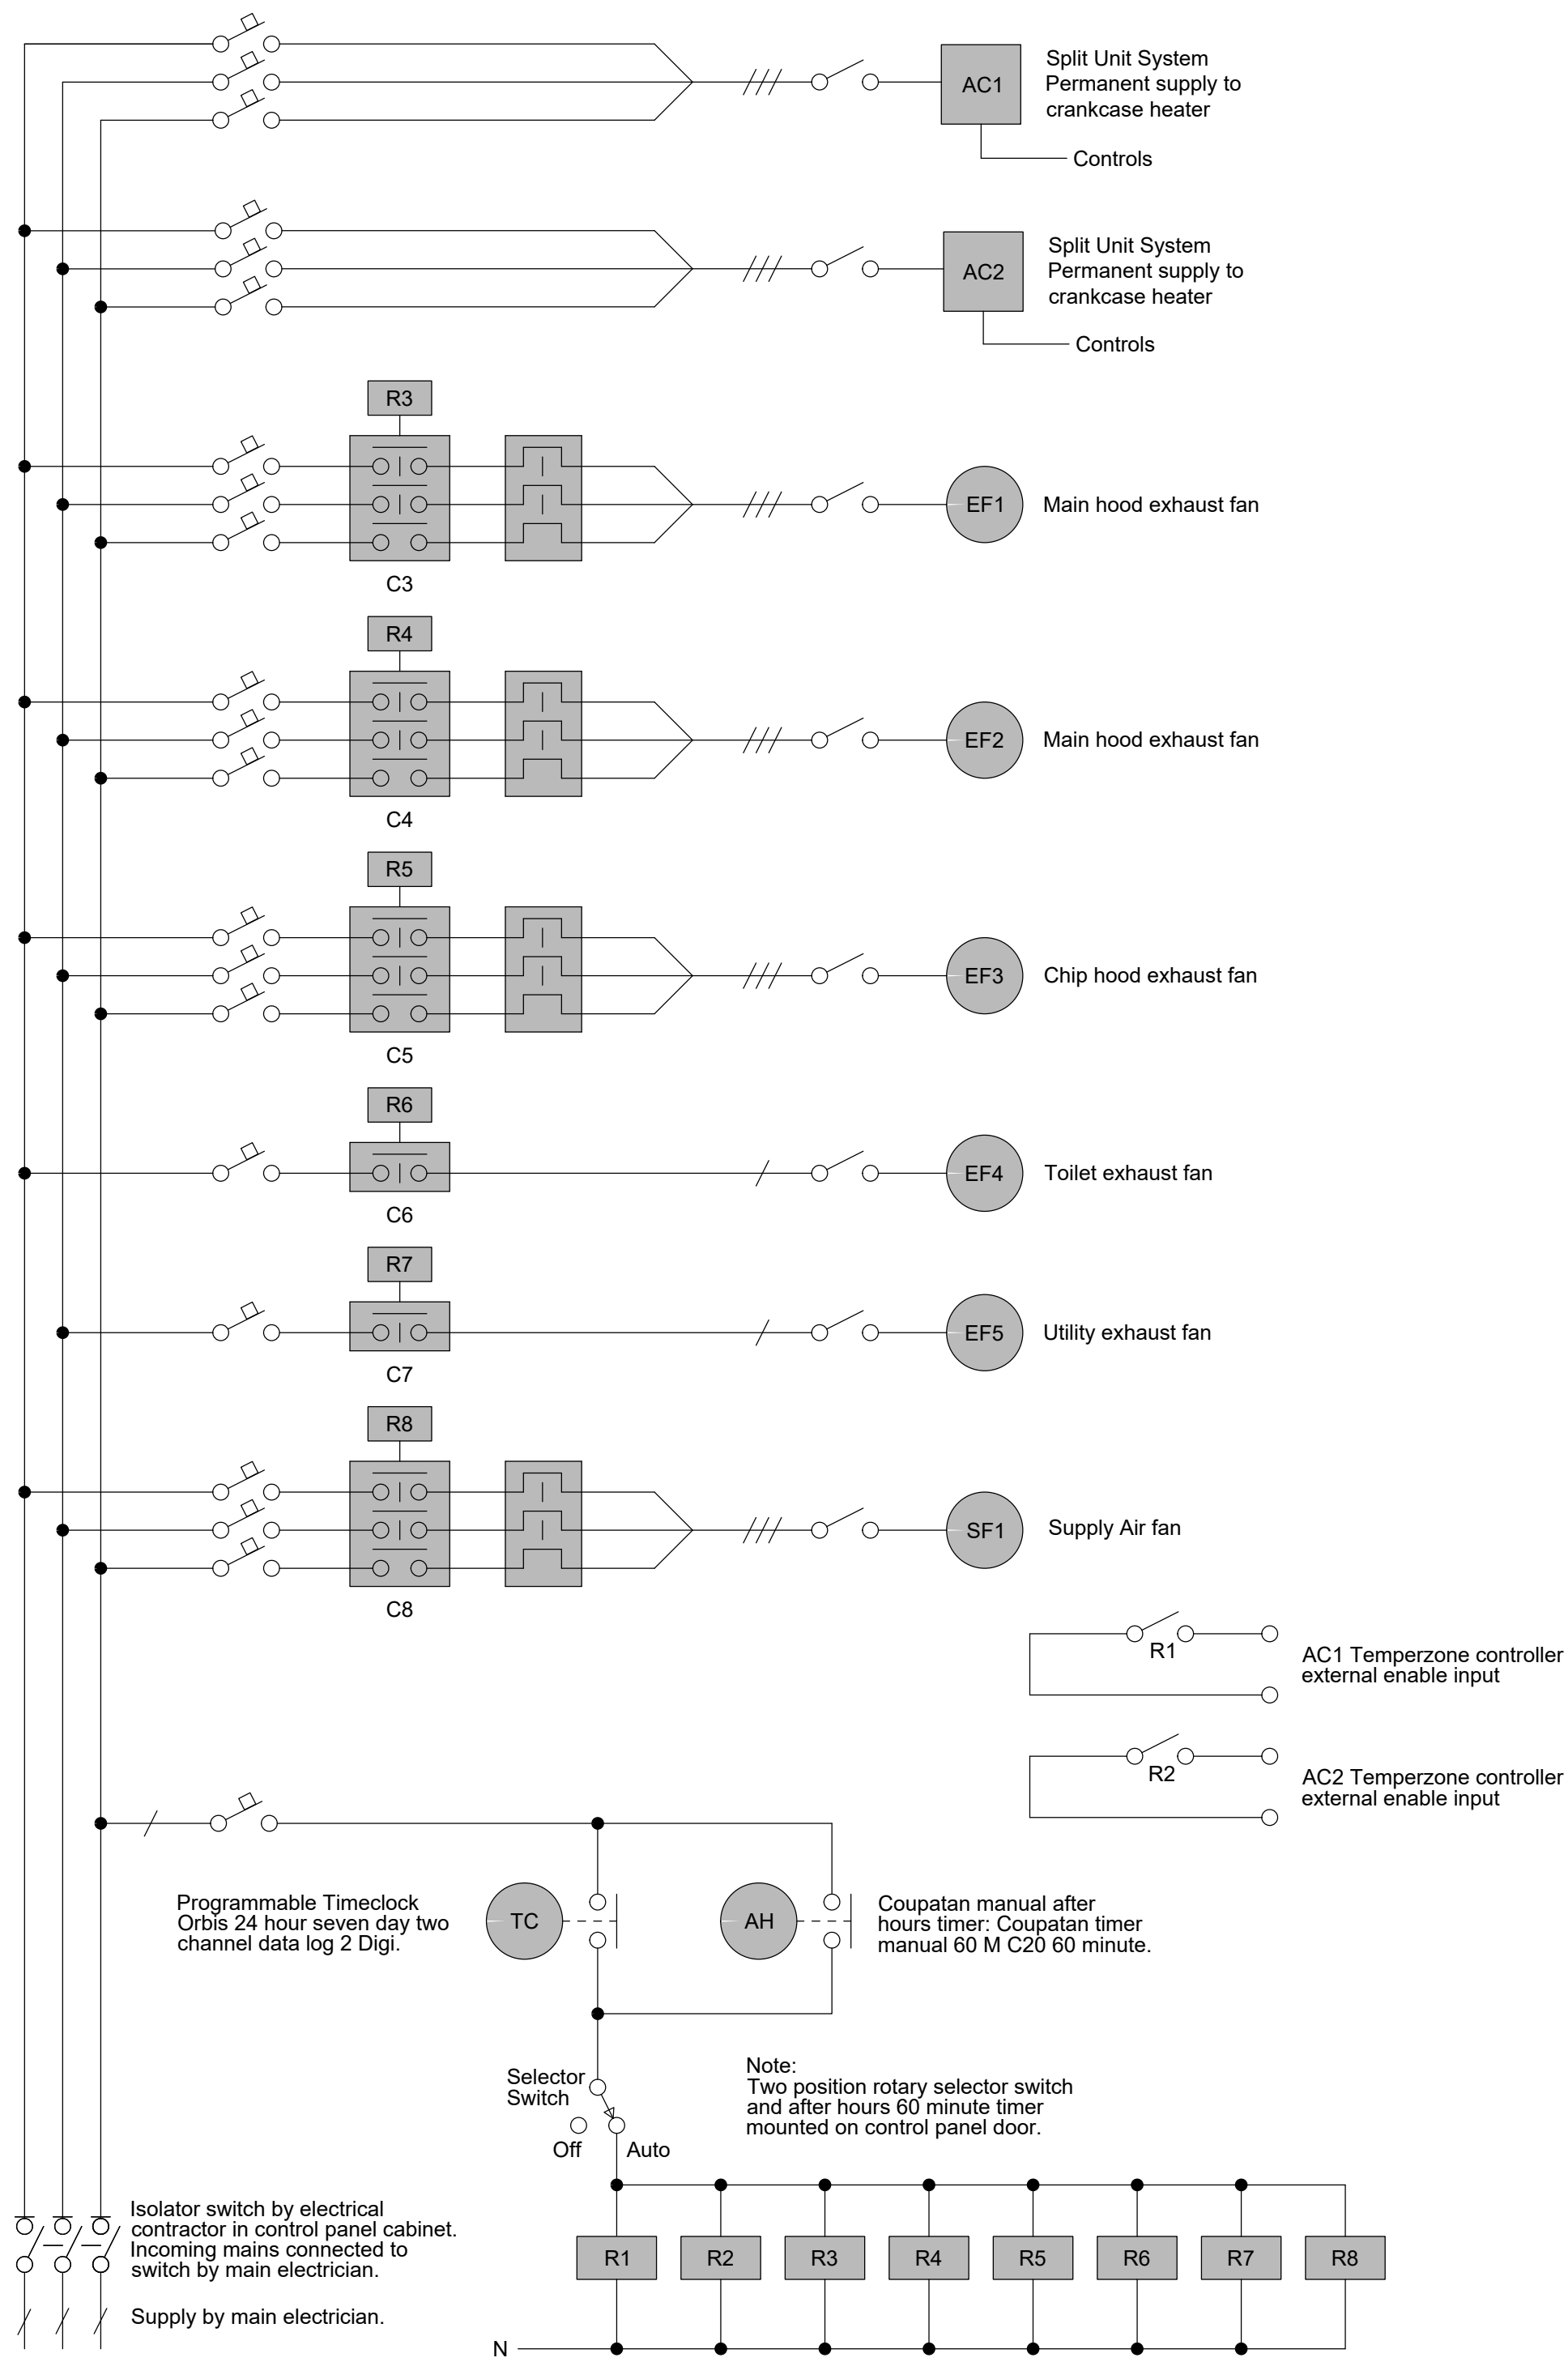 AC1
Split Unit System
Permanent supply to
crankcase heater
Controls
AC2
Split Unit System
Permanent supply to
crankcase heater
Controls
R3
C3
EF1
Main hood exhaust fan
R4
C4
EF2
Main hood exhaust fan
R5
C5
EF3
Chip hood exhaust fan
R6
C6
EF4
Toilet exhaust fan
R7
C7
EF5
Utility exhaust fan
R8
C8
SF1
Supply Air fan
R1
AC1 Temperzone controller
external enable input
R2
AC2 Temperzone controller
external enable input
Programmable Timeclock
Orbis 24 hour seven day two
channel data log 2 Digi.
TC
AH
Coupatan manual after
hours timer: Coupatan timer
manual 60 M C20 60 minute.
Selector
Switch
Off
Auto
Note:
Two position rotary selector switch
and after hours 60 minute timer
mounted on control panel door.
Isolator switch by electrical
contractor in control panel cabinet.
Incoming mains connected to
switch by main electrician.
Supply by main electrician.
R1
R2
R3
R4
R5
R6
R7
R8
N